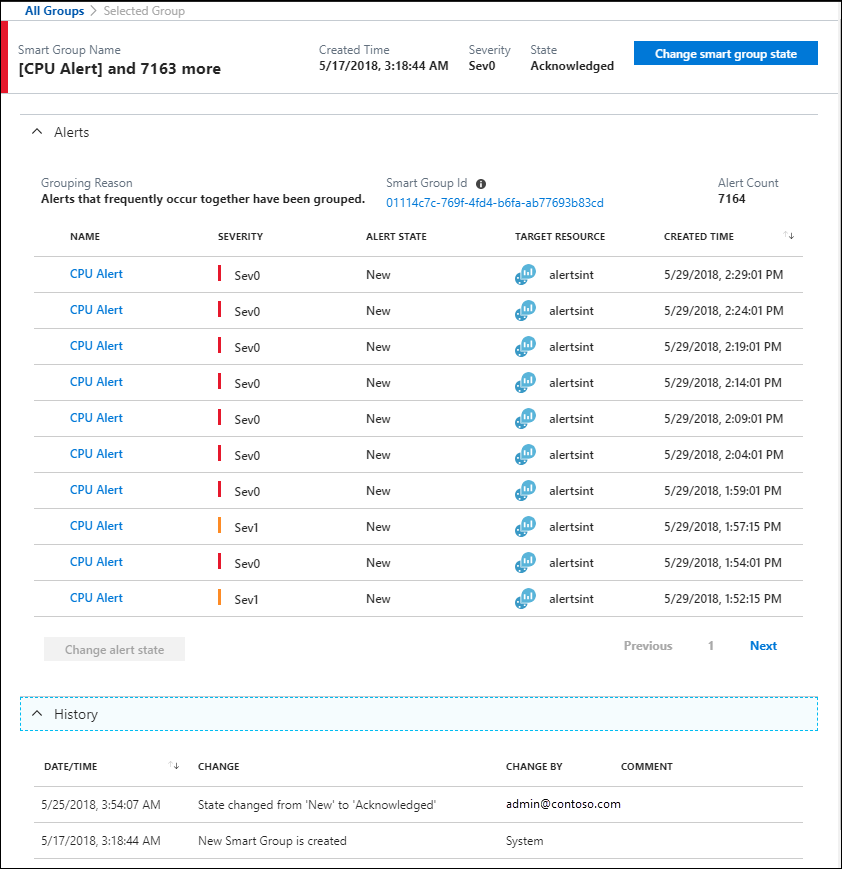 All Groups > Selected Group
Smart Group Name Created Time Severity State
[CPU Alert] and 7163 more 5/17/2018, 3:18:44 AM Sev0 Acknowledged Change smart group state
Alerts
Grouping Reason Smart Group Id Alert Count
Alerts that frequently occur together have been grouped. 01114c7c-769f-4fd4-b6fa-ab77693b83cd 7164
NAME SEVERITY ALERT STATE TARGET RESOURCE CREATED TIME
CPU Alert Sev0 New alertsint 5/29/2018, 2:29:01 PM
CPU Alert Sev0 New alertsint 5/29/2018, 2:24:01 PM
CPU Alert Sev0 New alertsint 5/29/2018, 2:19:01 PM
CPU Alert Sev0 New alertsint 5/29/2018, 2:14:01 PM
CPU Alert Sev0 New alertsint 5/29/2018, 2:09:01 PM
CPU Alert Sev0 New alertsint 5/29/2018, 2:04:01 PM
CPU Alert Sev0 New alertsint 5/29/2018, 1:59:01 PM
CPU Alert Sev1 New alertsint 5/29/2018, 1:57:15 PM
CPU Alert Sev0 New alertsint 5/29/2018, 1:54:01 PM
CPU Alert Sev1 New alertsint 5/29/2018, 1:52:15 PM
Change alert state Previous 1 Next
History
DATE/TIME CHANGE CHANGE BY COMMENT
5/25/2018, 3:54:07 AM State changed from 'New' to 'Acknowledged' admin@contoso.com
5/17/2018, 3:18:44 AM New Smart Group is created System